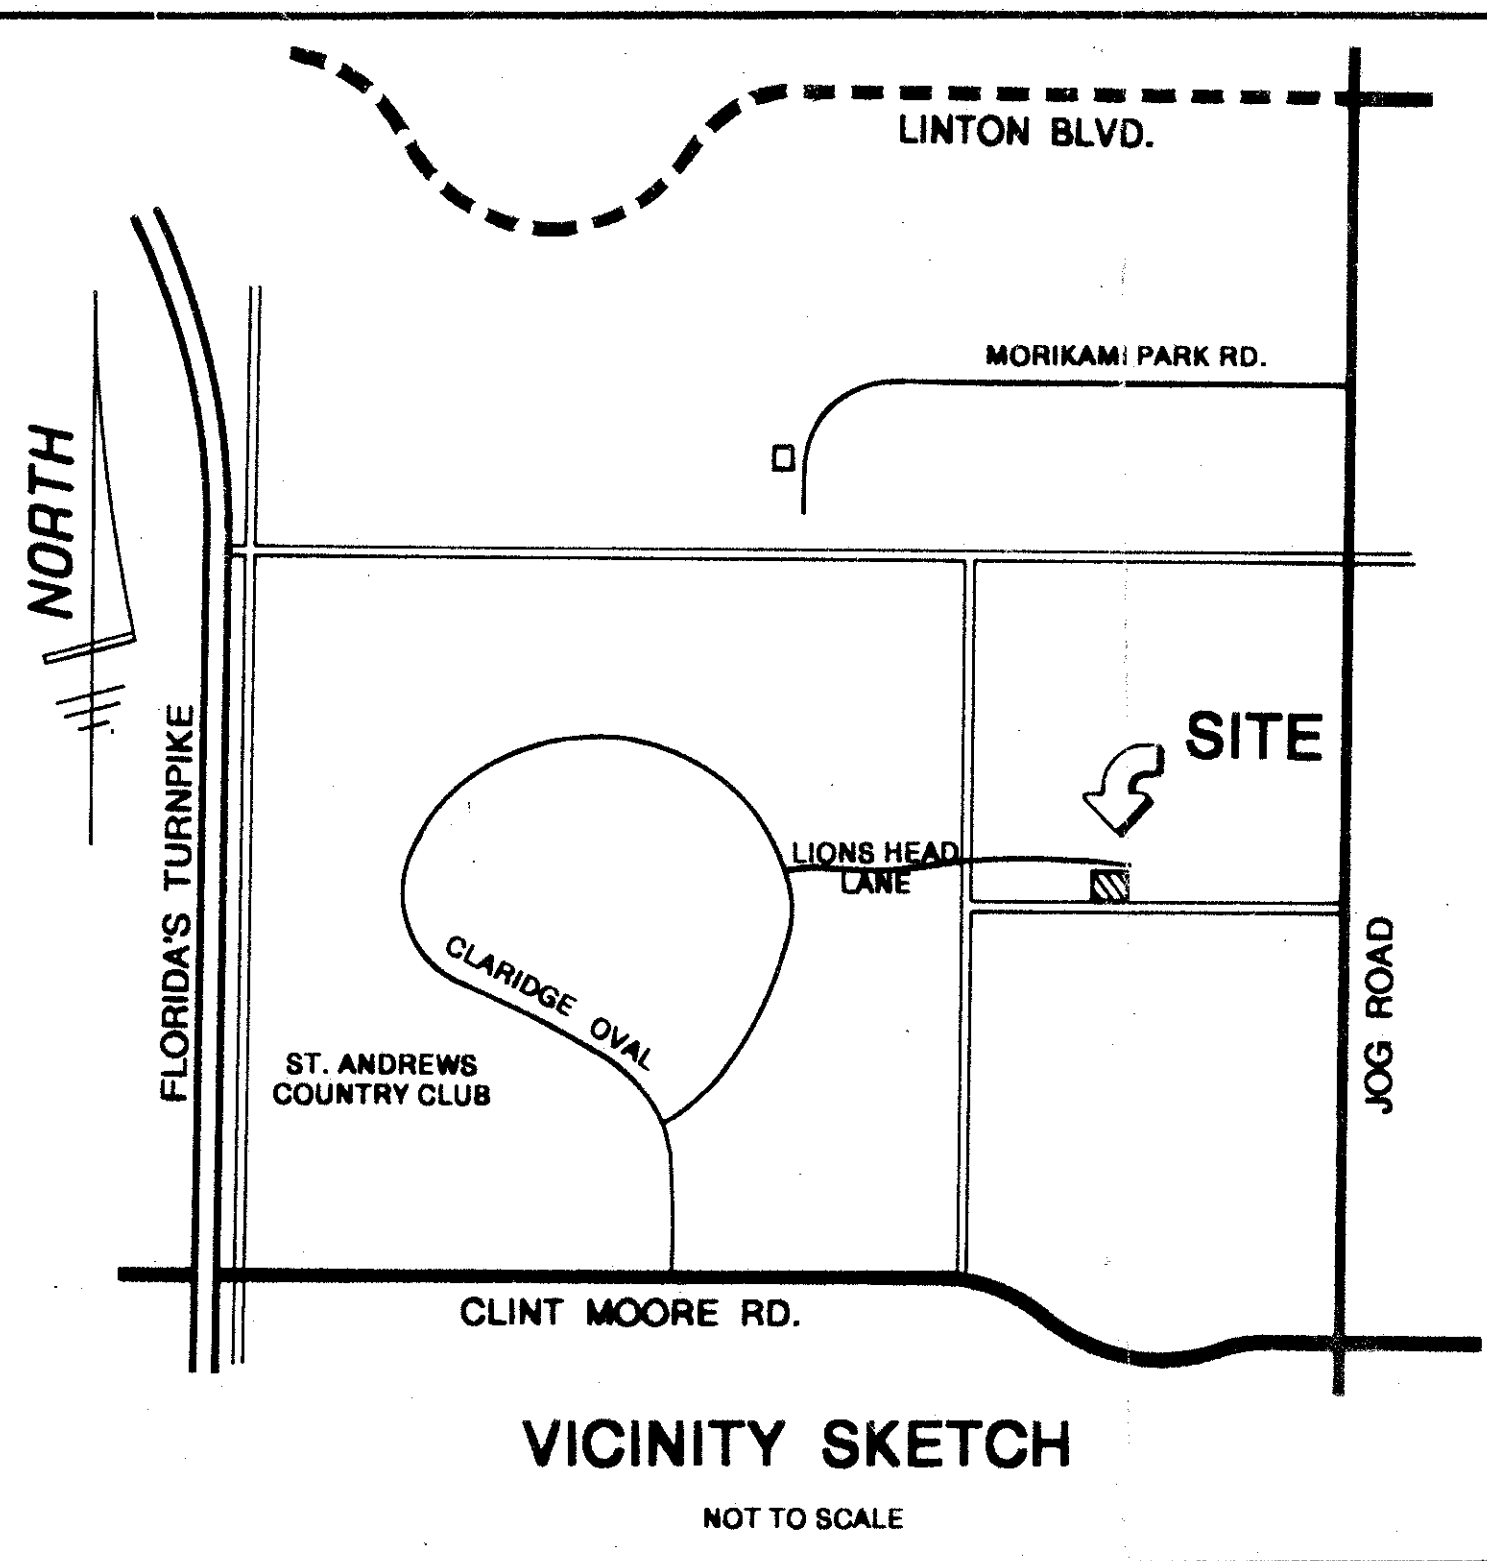 LINTON BLVD.
MORIKAMI PARK RD.
NORTH
SITE
FLORIDA'S TURNPIKE
LIONS HEAD
LANE
CLARIDGE OVAL
JOG ROAD
ST. ANDREWS
COUNTRY CLUB
CLINT MOORE RD.
VICINITY SKETCH
NOT TO SCALE